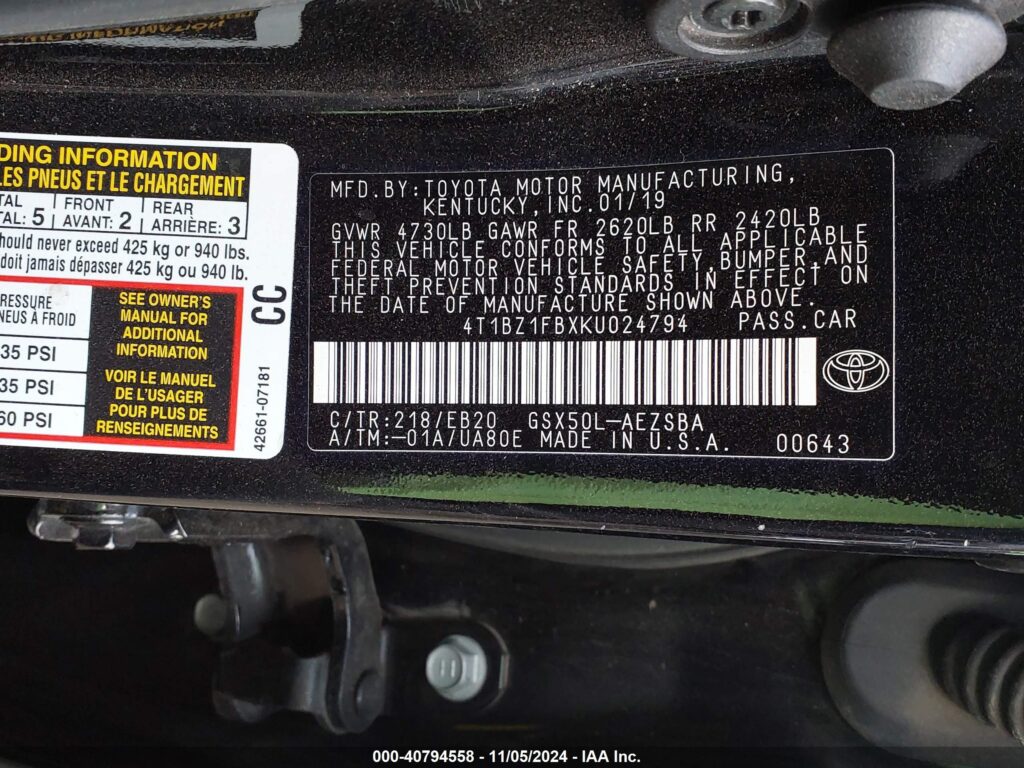 DING INFORMATION
LES PNEUS ET LE CHARGEMENT
TAL FRONT REAR
TAL: 5 AVANT: 2 ARRIÈRE: 3
hould never exceed 425 kg or 940 lbs.
doit jamais dépasser 425 kg ou 940 lb.
RESSURE
NEUS À FROID
35 PSI
35 PSI
60 PSI
SEE OWNER'S
MANUAL FOR
ADDITIONAL
INFORMATION
VOIR LE MANUEL
DE L'USAGER
POUR PLUS DE
RENSEIGNEMENTS
CC
42661-07181
MFD.BY:TOYOTA MOTOR MANUFACTURING,
KENTUCKY,INC.01/19
GVWR 4730LB GAWR FR 2620LB RR 2420LB
THIS VEHICLE CONFORMS TO ALL APPLICABLE
FEDERAL MOTOR VEHICLE SAFETY,BUMPER,AND
THEFT PREVENTION STANDARDS IN EFFECT ON
THE DATE OF MANUFACTURE SHOWN ABOVE.
4T1BZ1FBXKU024794 PASS.CAR
C/TR:218/EB20 GSX50L-AEZSBA
A/TM:-01A/UA80E MADE IN U.S.A. 00643
000-40794558 - 11/05/2024 - IAA Inc.